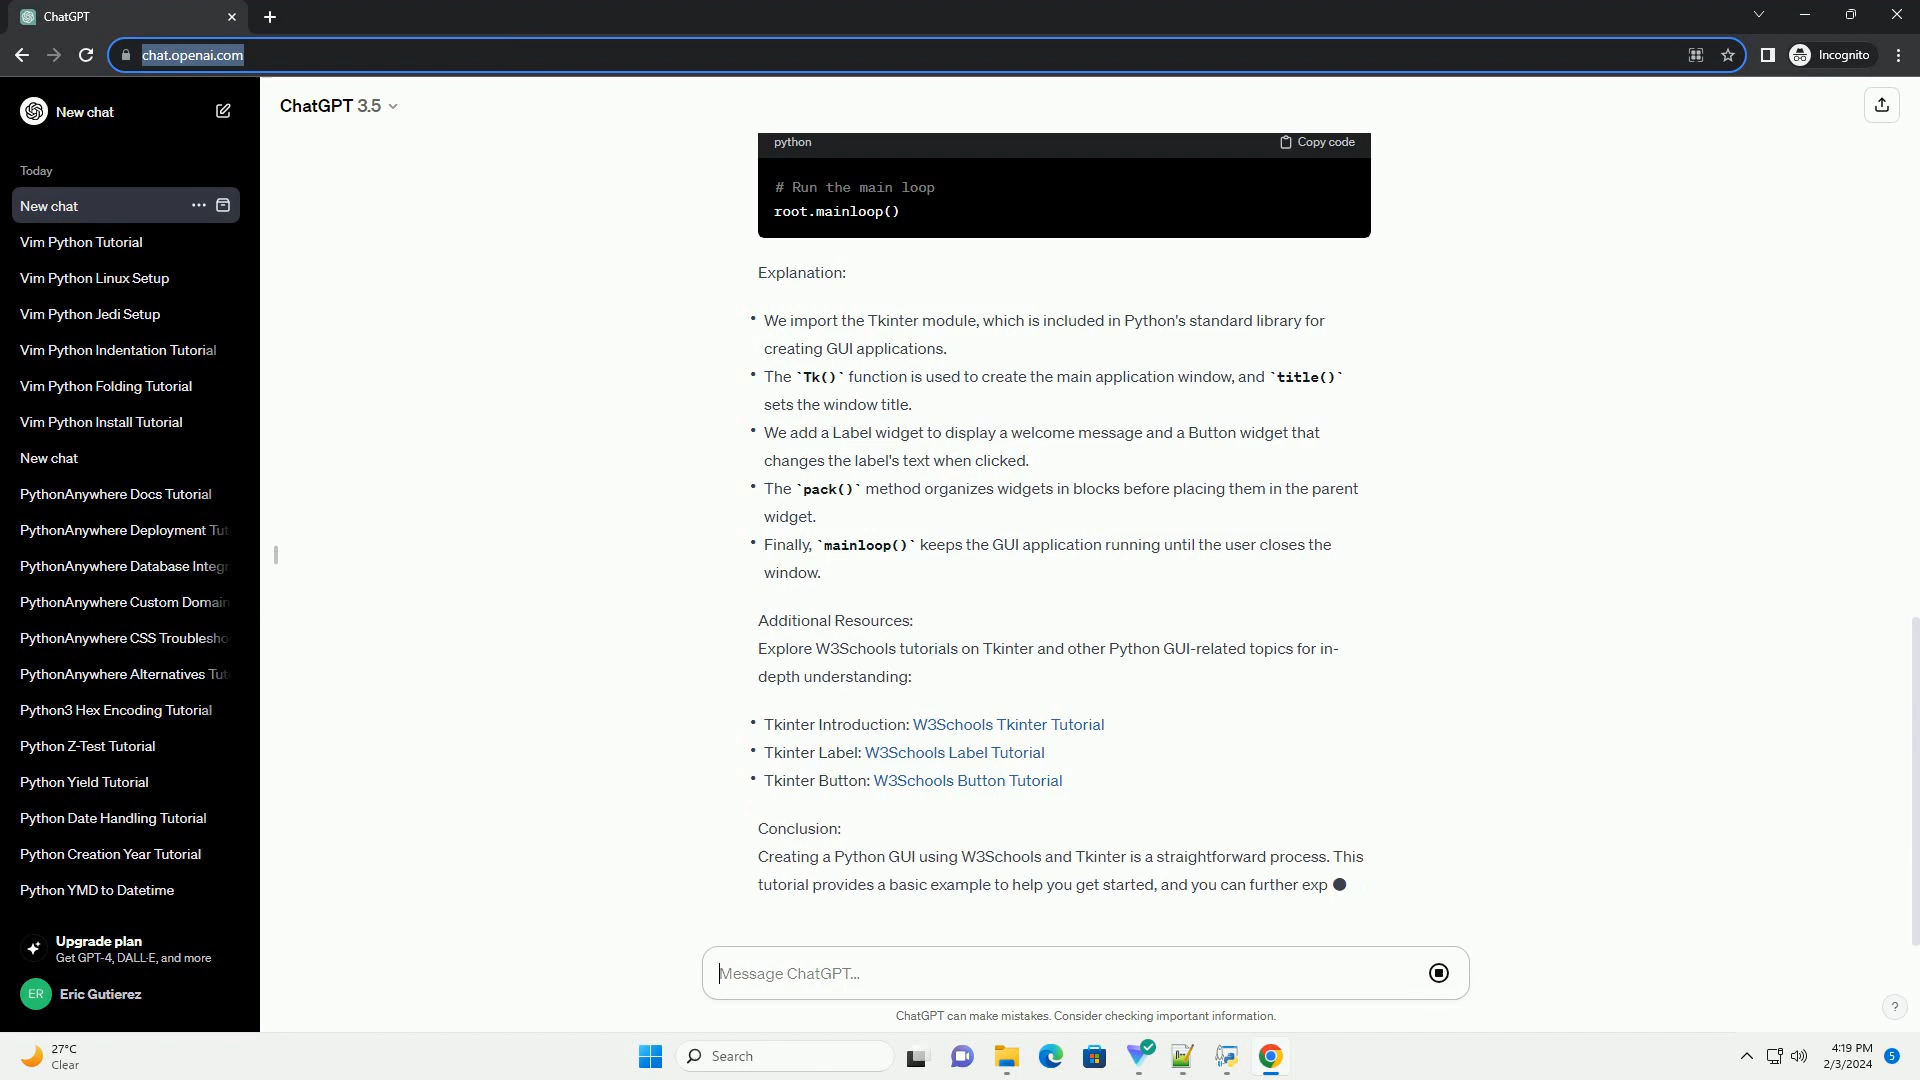 ChatGPT
chat.openai.com
Incognito
New chat
Today
New chat
Vim Python Tutorial
Vim Python Linux Setup
Vim Python Jedi Setup
Vim Python Indentation Tutorial
Vim Python Folding Tutorial
Vim Python Install Tutorial
New chat
PythonAnywhere Docs Tutorial
PythonAnywhere Deployment Tut
PythonAnywhere Database Integr
PythonAnywhere Custom Domain
PythonAnywhere CSS Troublesho
PythonAnywhere Alternatives Tut
Python3 Hex Encoding Tutorial
Python Z-Test Tutorial
Python Yield Tutorial
Python Date Handling Tutorial
Python Creation Year Tutorial
Python YMD to Datetime
Upgrade plan
Get GPT-4, DALL·E, and more
ER Eric Gutierez
ChatGPT 3.5
python Copy code
# Run the main loop
root.mainloop()
Explanation:
• We import the Tkinter module, which is included in Python's standard library for
creating GUI applications.
• The `Tk()` function is used to create the main application window, and `title()`
sets the window title.
• We add a Label widget to display a welcome message and a Button widget that
changes the label's text when clicked.
• The `pack()` method organizes widgets in blocks before placing them in the parent
widget.
• Finally, `mainloop()` keeps the GUI application running until the user closes the
window.
Additional Resources:
Explore W3Schools tutorials on Tkinter and other Python GUI-related topics for in-
depth understanding:
• Tkinter Introduction: W3Schools Tkinter Tutorial
• Tkinter Label: W3Schools Label Tutorial
• Tkinter Button: W3Schools Button Tutorial
Conclusion:
Creating a Python GUI using W3Schools and Tkinter is a straightforward process. This
tutorial provides a basic example to help you get started, and you can further exp
Message ChatGPT...
ChatGPT can make mistakes. Consider checking important information.
?
27°C
Clear
Search
4:19 PM
2/3/2024
5